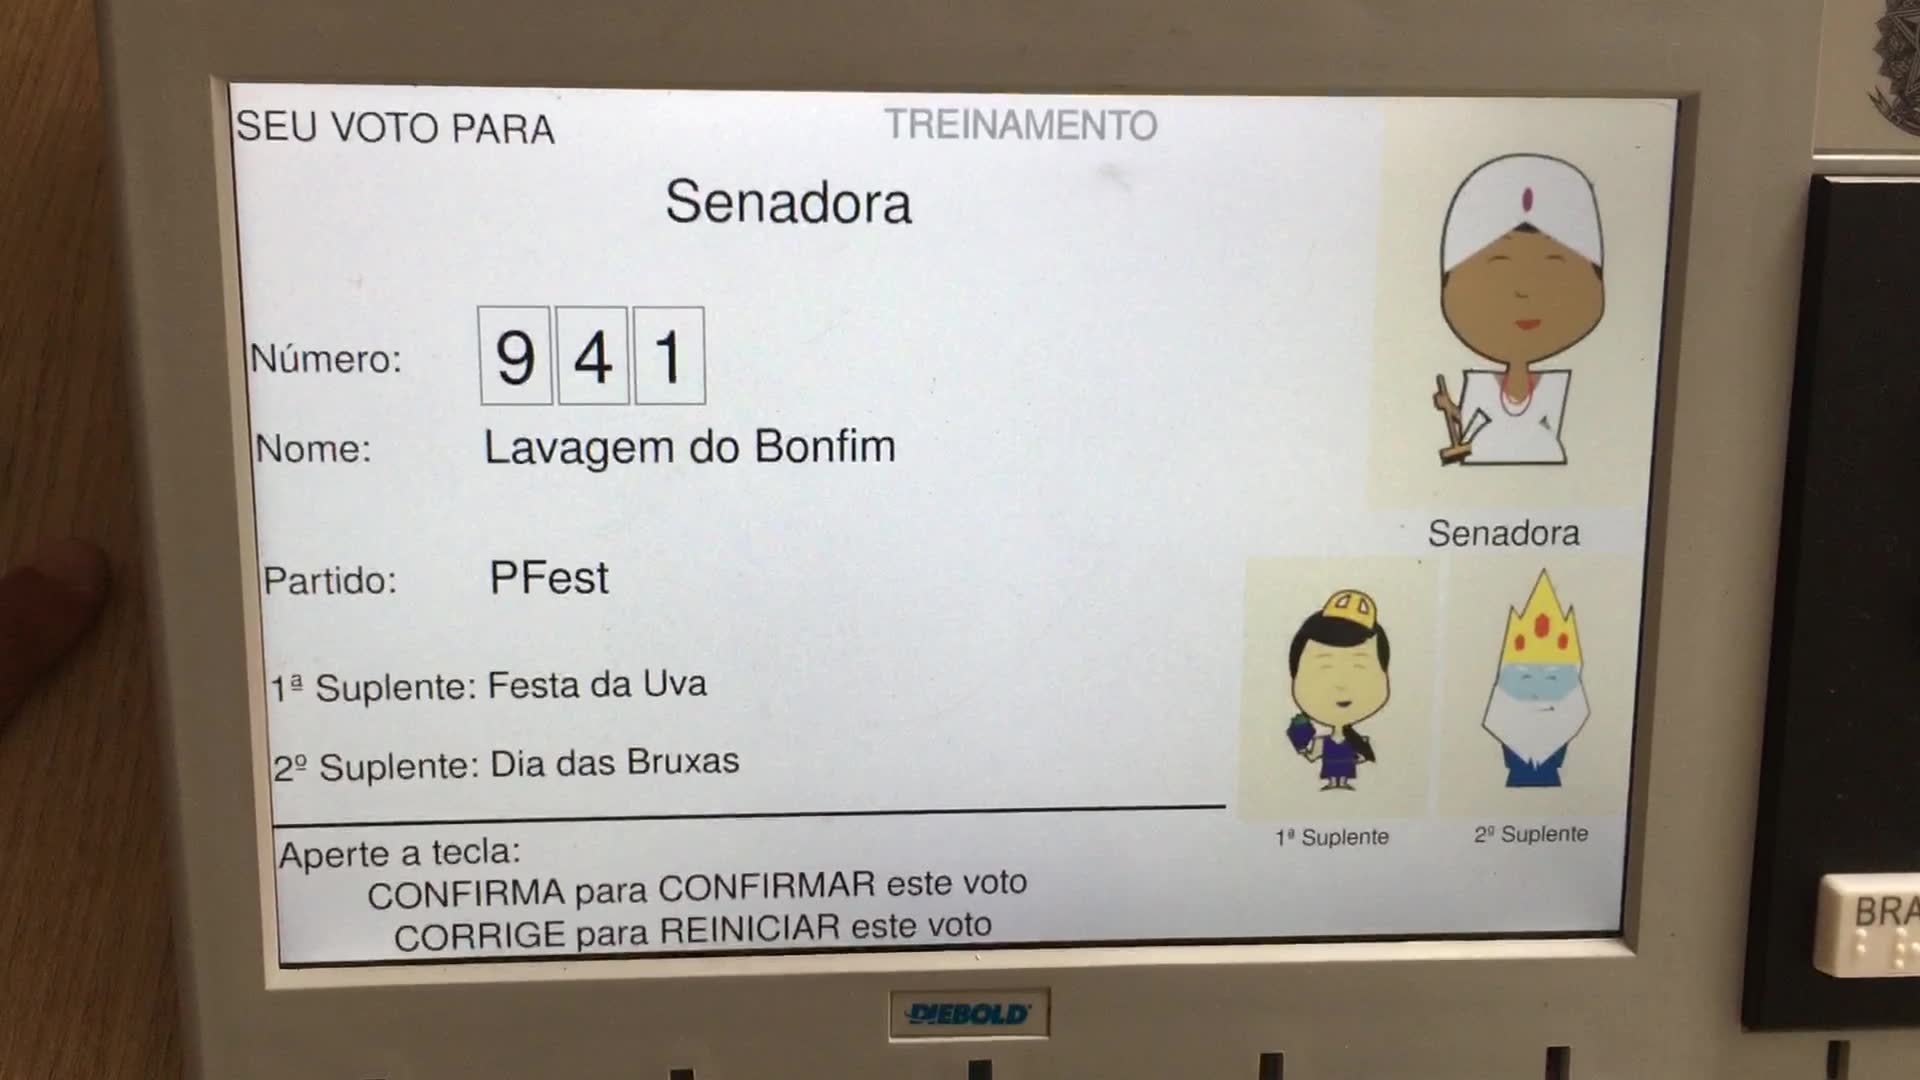 SEU VOTO PARA
TREINAMENTO
Senadora
Número: 9 4 1
Nome: Lavagem do Bonfim
Partido: PFest
1ª Suplente: Festa da Uva
2º Suplente: Dia das Bruxas
Senadora
1ª Suplente
2º Suplente
Aperte a tecla:
CONFIRMA para CONFIRMAR este voto
CORRIGE para REINICIAR este voto
DIEBOLD
BRA